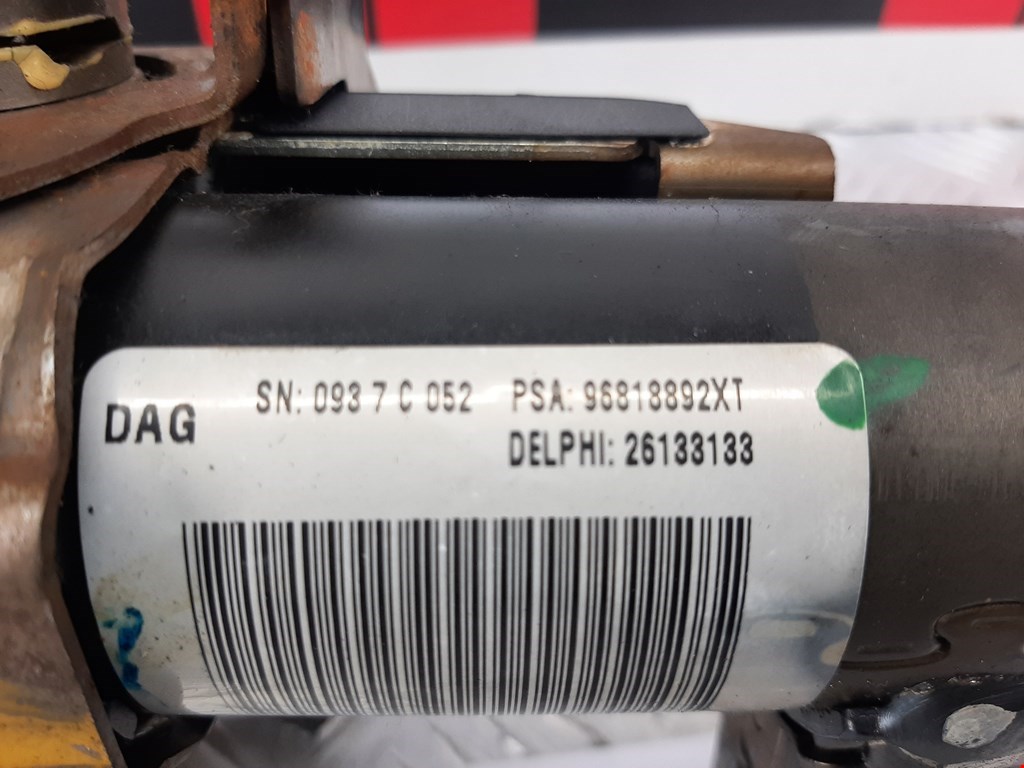 DAG
SN: 093 7 C 052 PSA: 96818892XT
DELPHI: 26133133